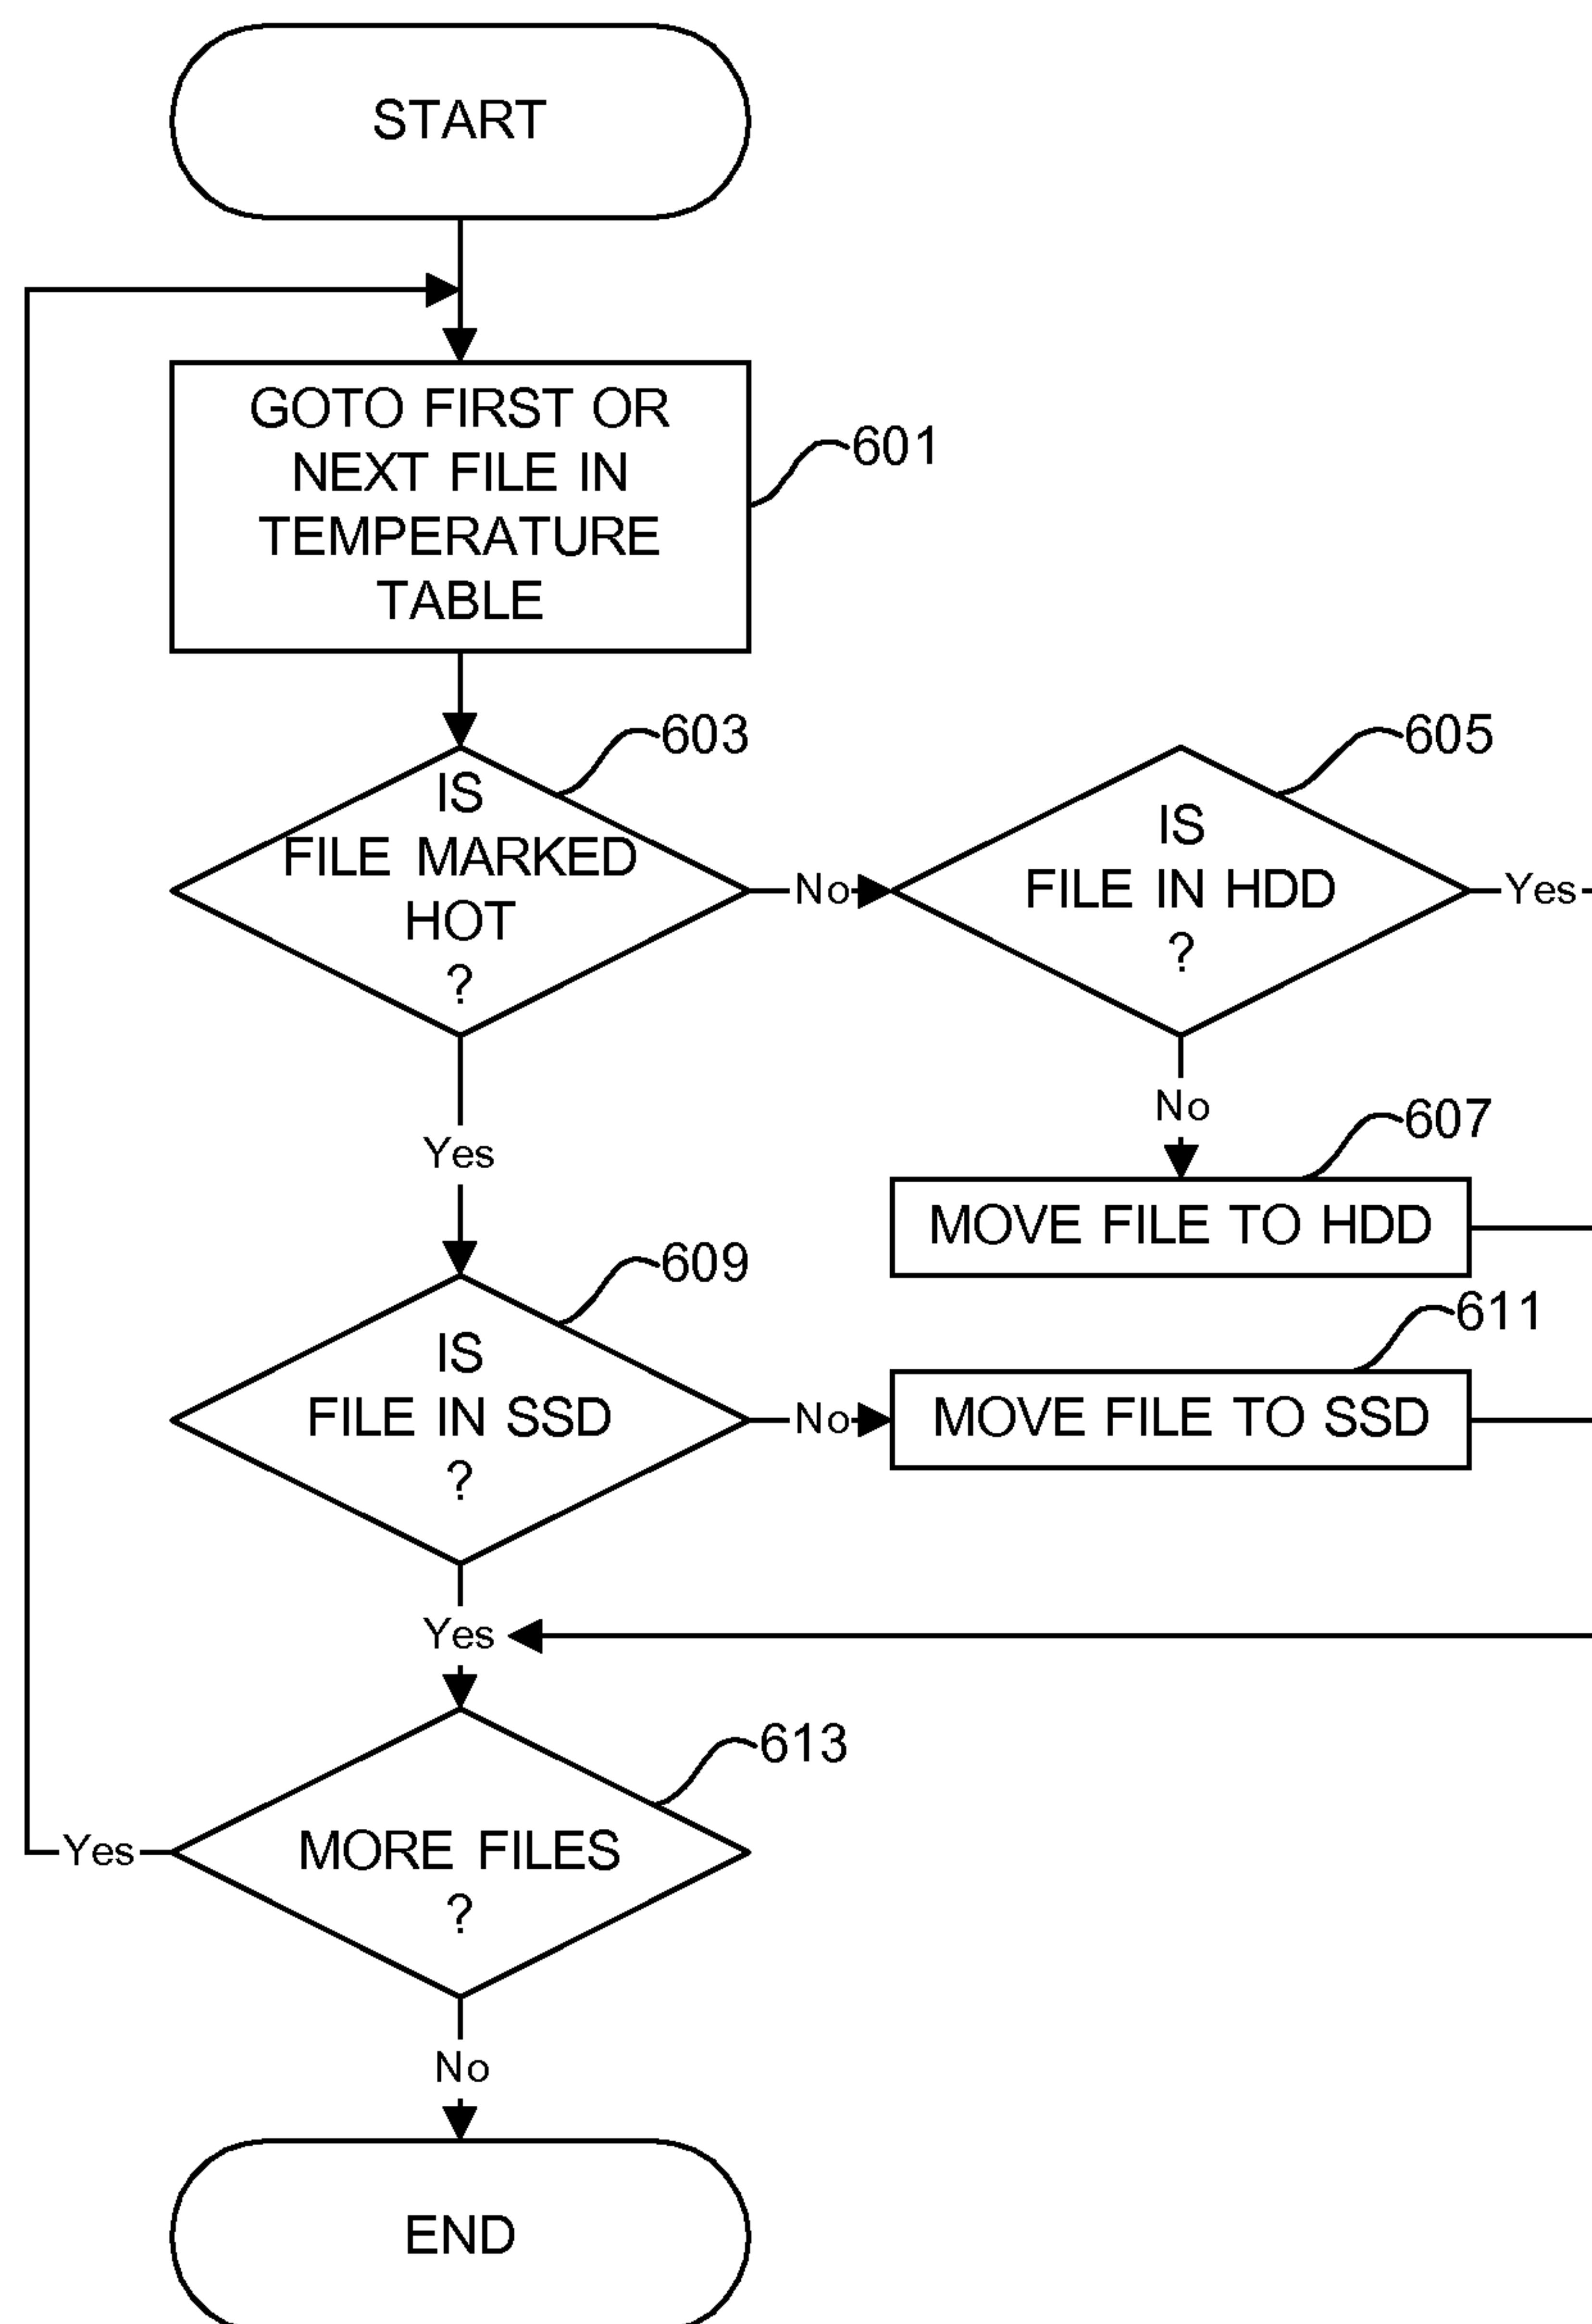 START
GOTO FIRST OR
NEXT FILE IN
TEMPERATURE
TABLE
601
603
IS
FILE MARKED
HOT
?
No
605
IS
FILE IN HDD
?
Yes
No
607
MOVE FILE TO HDD
Yes
609
IS
FILE IN SSD
?
No
611
MOVE FILE TO SSD
Yes
613
MORE FILES
?
Yes
No
END